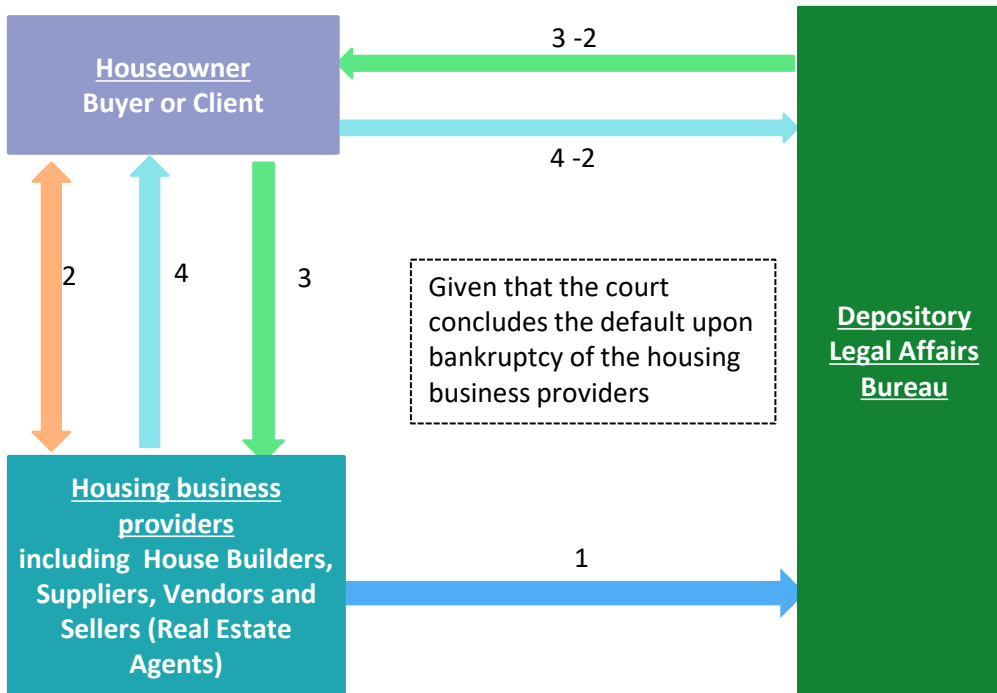 Houseowner
Buyer or Client
3 -2
4 -2
2
4
3
Given that the court
concludes the default upon
bankruptcy of the housing
business providers
Depository
Legal Affairs
Bureau
Housing business
providers
including  House Builders,
Suppliers, Vendors and
Sellers (Real Estate
Agents)
1